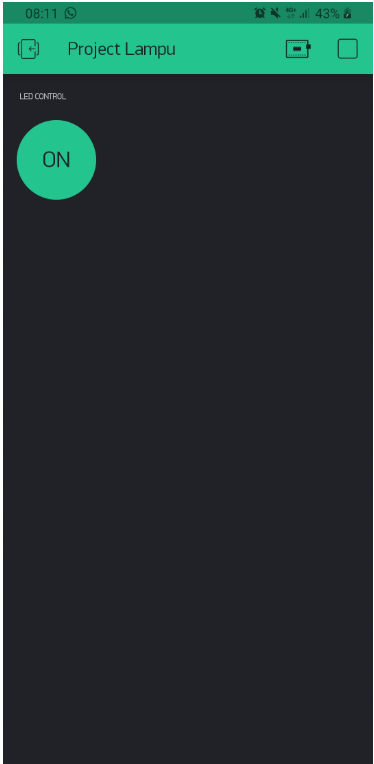 08:11 43%
Project Lampu
LED CONTROL
ON